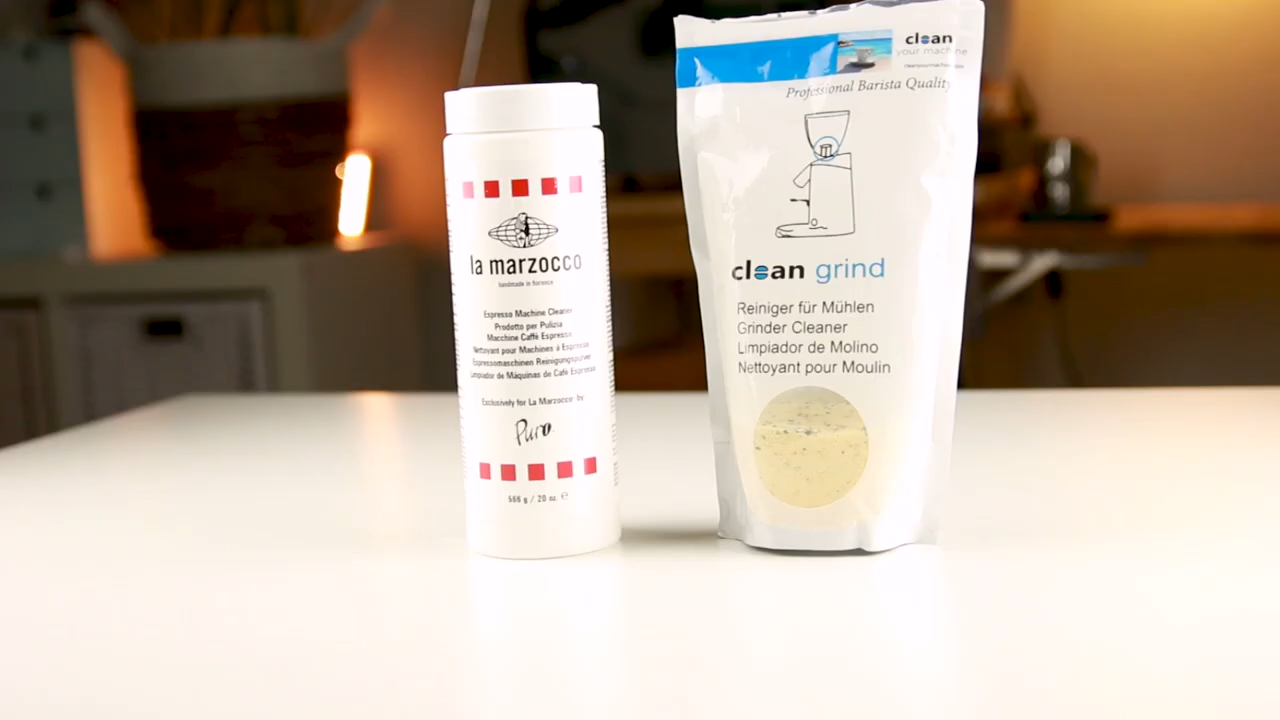 la marzocco
handmade in florence
Espresso Machine Cleaner
Prodotto per Pulizia
Macchine Caffè Espresso
Nettoyant pour Machines à Espresso
Espressomaschinen Reinigungspulver
Limpiador de Máquinas de Café Espresso
Exclusively for La Marzocco by
Puro
566 g / 20 oz. ℮
clean
your machine
Professional Barista Quality
clean grind
Reiniger für Mühlen
Grinder Cleaner
Limpiador de Molino
Nettoyant pour Moulin